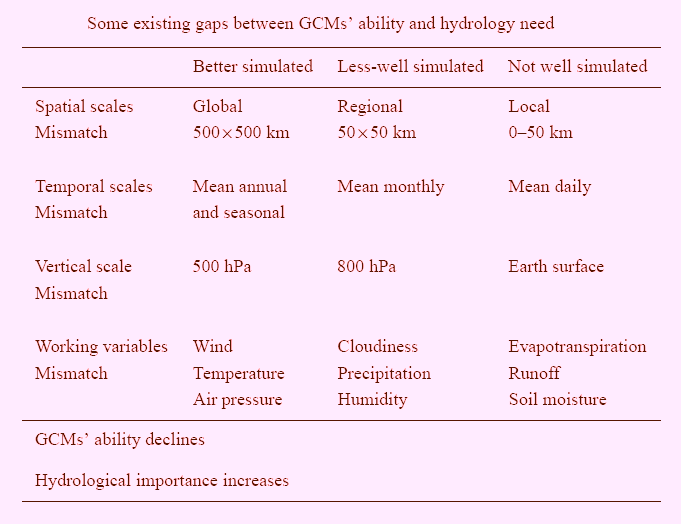 Some existing gaps between GCMs’ ability and hydrology need
Better simulated Less-well simulated Not well simulated
Spatial scales Global Regional Local
Mismatch 500×500 km 50×50 km 0–50 km
Temporal scales Mean annual Mean monthly Mean daily
Mismatch and seasonal
Vertical scale 500 hPa 800 hPa Earth surface
Mismatch
Working variables Wind Cloudiness Evapotranspiration
Mismatch Temperature Precipitation Runoff
Air pressure Humidity Soil moisture
GCMs’ ability declines
Hydrological importance increases